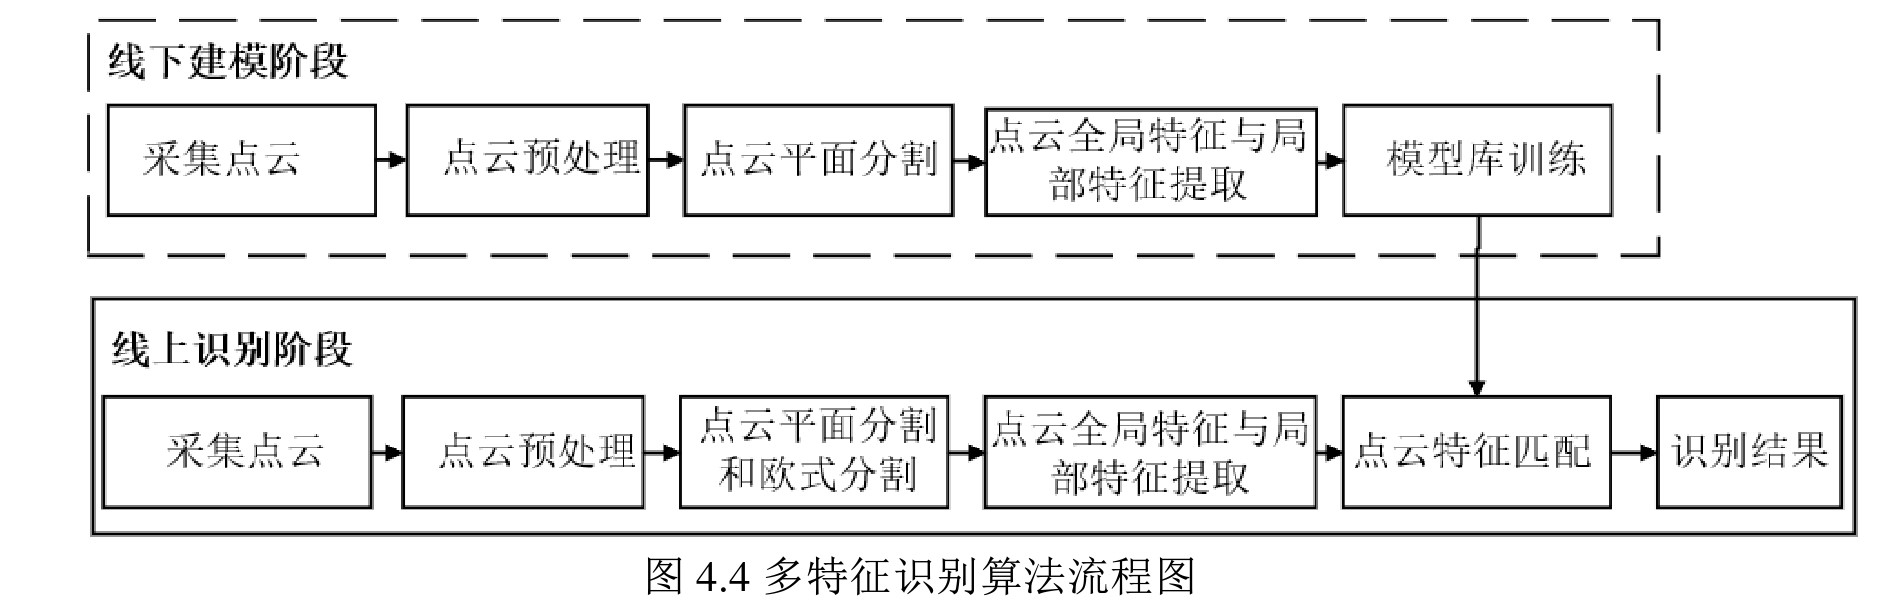 线下建模阶段
采集点云
点云预处理
点云平面分割
点云全局特征与局
部特征提取
模型库训练
线上识别阶段
采集点云
点云预处理
点云平面分割
和欧式分割
点云全局特征与局
部特征提取
点云特征匹配
识别结果
图 4.4 多特征识别算法流程图